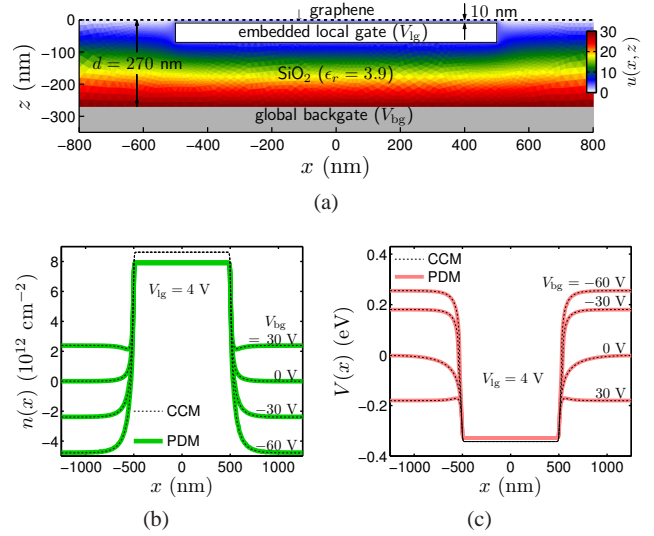 graphene
10 nm
0
−100
−200
−300
z (nm)
d = 270 nm
embedded local gate (V_lg)
SiO₂ (ϵ_r = 3.9)
global backgate (V_bg)
30
20
10
0
u(x, z)
−800 −600 −400 −200 0 200 400 600 800
x (nm)
(a)
8
6
4
2
0
−2
−4
n(x) (10¹² cm⁻²)
V_lg = 4 V
V_bg
= 30 V
0 V
−30 V
−60 V
CCM
PDM
−1000 −500 0 500 1000
x (nm)
(b)
0.4
0.2
0
−0.2
−0.4
V(x) (eV)
CCM
PDM
V_bg = −60 V
−30 V
0 V
V_lg = 4 V
30 V
−1000 −500 0 500 1000
x (nm)
(c)